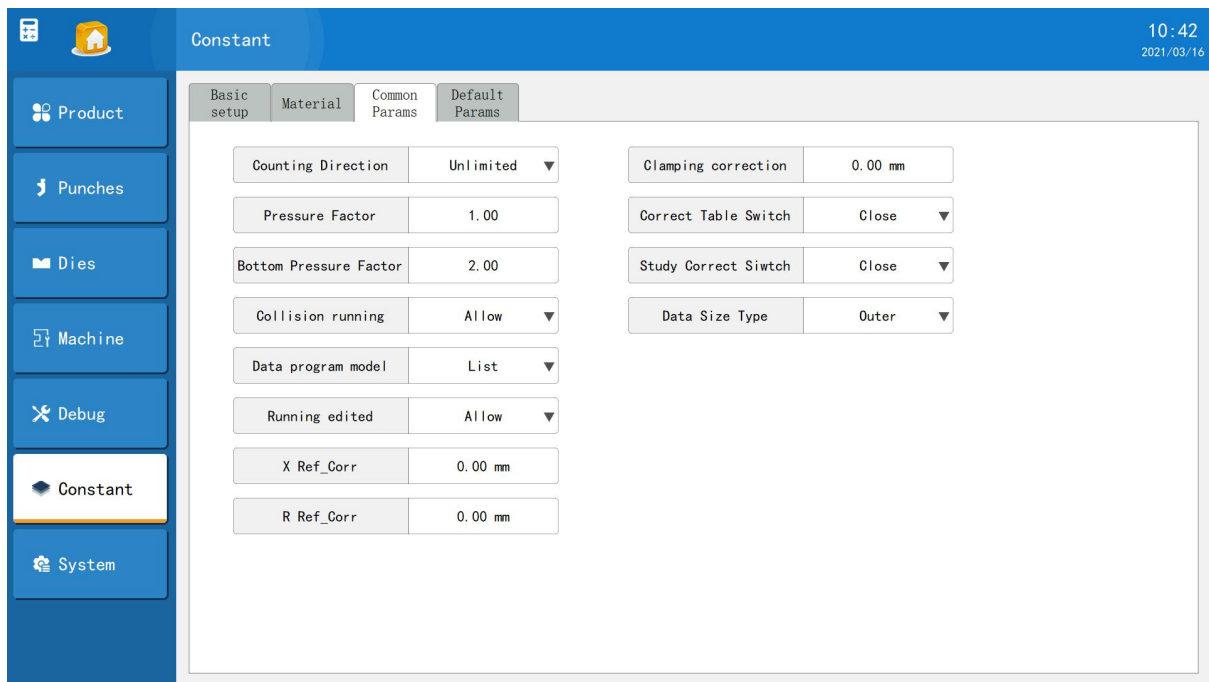 Constant
10:42
2021/03/16
Product
Punches
Dies
Machine
Debug
Constant
System
Basic
setup
Material
Common
Params
Default
Params
Counting Direction Unlimited
Pressure Factor 1.00
Bottom Pressure Factor 2.00
Collision running Allow
Data program model List
Running edited Allow
X Ref_Corr 0.00 mm
R Ref_Corr 0.00 mm
Clamping correction 0.00 mm
Correct Table Switch Close
Study Correct Siwtch Close
Data Size Type Outer